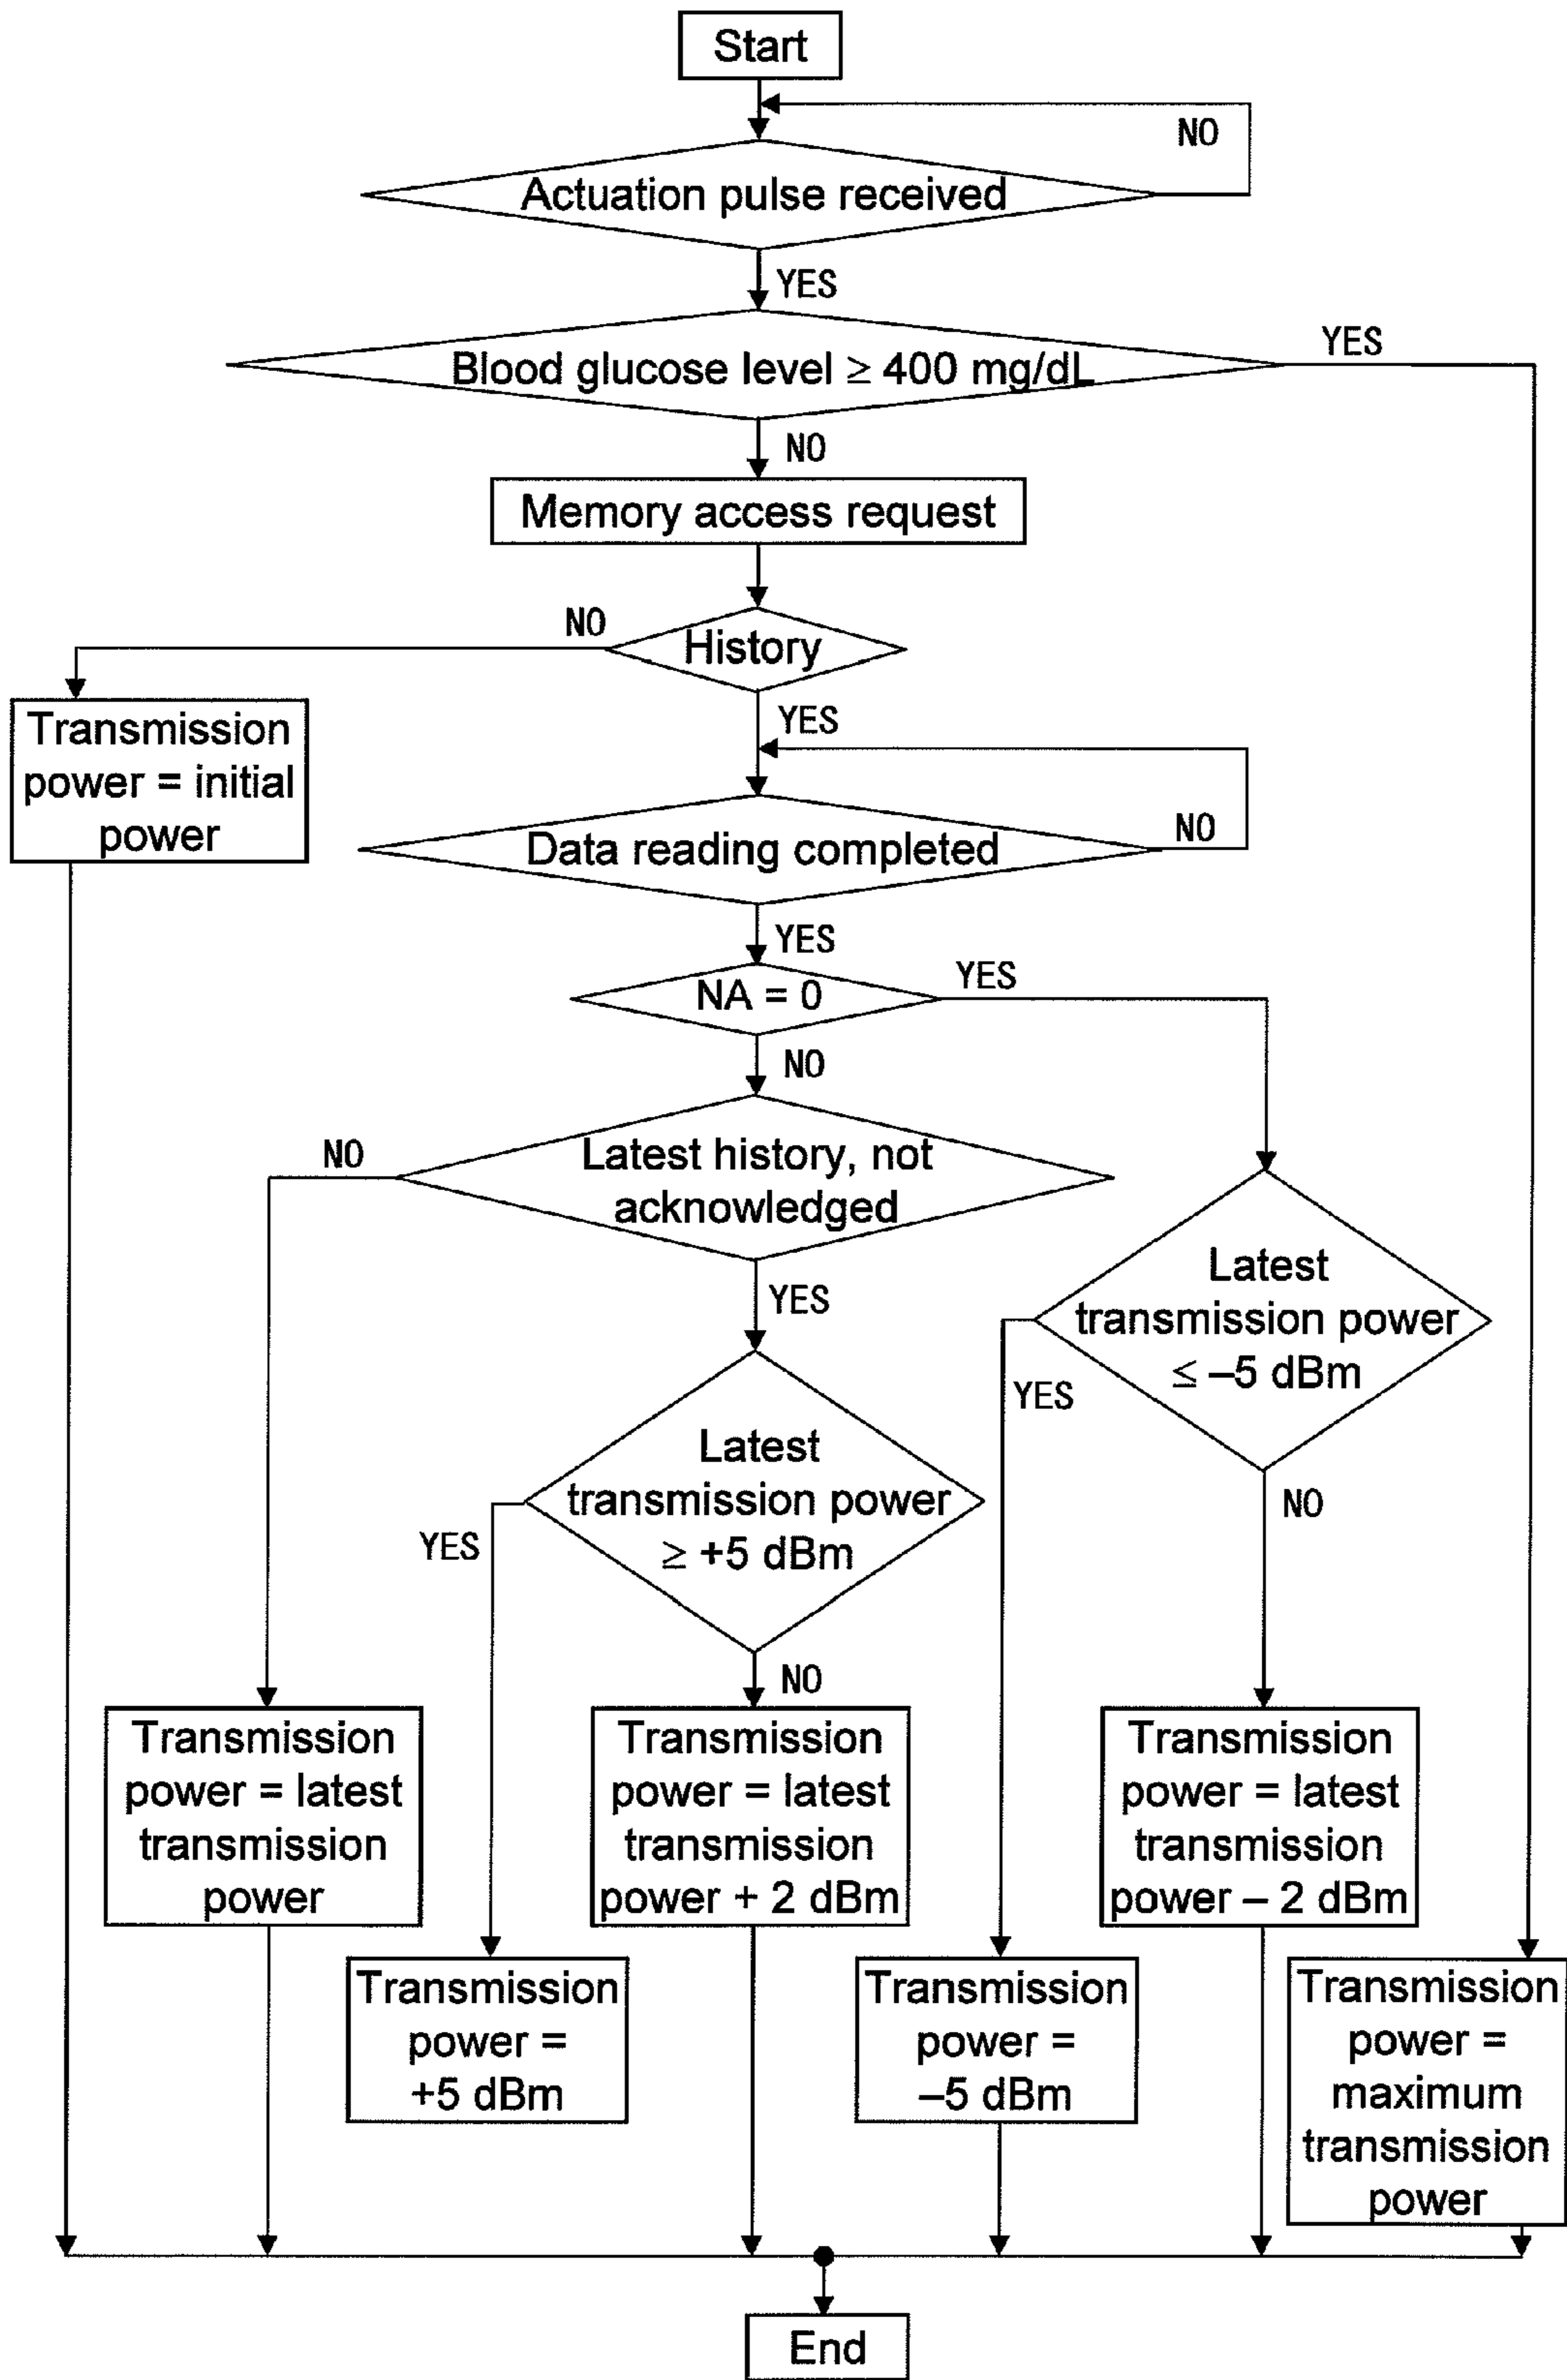 Start
NO
Actuation pulse received
YES
YES
Blood glucose level ≥ 400 mg/dL
NO
Memory access request
NO
History
Transmission
power = initial
power
YES
NO
Data reading completed
YES
YES
NA = 0
NO
NO
Latest history, not
acknowledged
YES
Latest
transmission power
≤ –5 dBm
YES
NO
Latest
transmission power
≥ +5 dBm
YES
NO
Transmission
power = latest
transmission
power
Transmission
power = latest
transmission
power + 2 dBm
Transmission
power = latest
transmission
power – 2 dBm
Transmission
power =
+5 dBm
Transmission
power =
–5 dBm
Transmission
power =
maximum
transmission
power
End